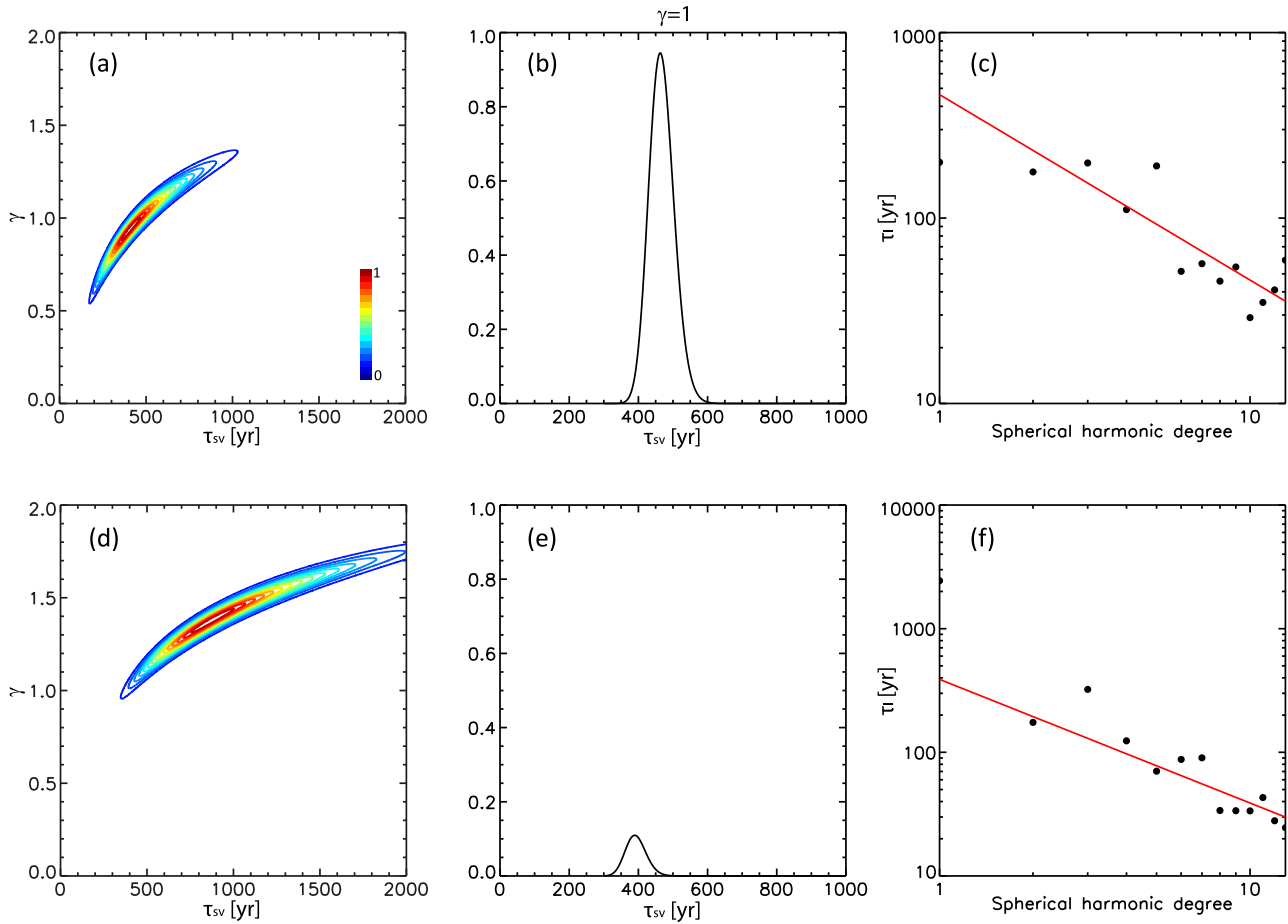 γ=1
2.0
1.5
1.0
0.5
0.0
γ
(a)
1
0
0 500 1000 1500 2000
τsv [yr]
1.0
0.8
0.6
0.4
0.2
0.0
(b)
0 200 400 600 800 1000
τsv [yr]
1000
100
10
τl [yr]
(c)
1 10
Spherical harmonic degree
2.0
1.5
1.0
0.5
0.0
γ
(d)
0 500 1000 1500 2000
τsv [yr]
1.0
0.8
0.6
0.4
0.2
0.0
(e)
0 200 400 600 800 1000
τsv [yr]
10000
1000
100
10
τl [yr]
(f)
1 10
Spherical harmonic degree